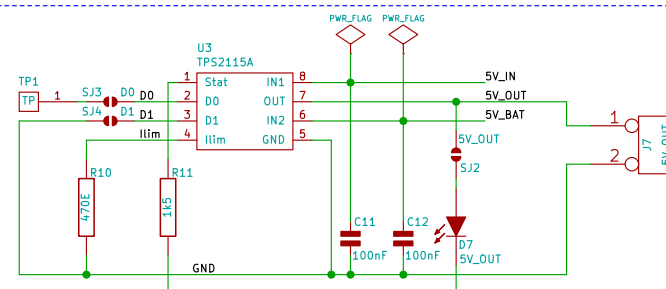 PWR_FLAG PWR_FLAG
U3
TPS2115A
TP1
TP 1
SJ3 D0 D0
SJ4 D1 D1
Ilim
1 Stat IN1 8
2 D0 OUT 7
3 D1 IN2 6
4 Ilim GND 5
5V_IN
5V_OUT
5V_BAT
5V_OUT
SJ2
1
2
J7
5V_OUT
R10
470E
R11
1k5
C11
100nF
C12
100nF
D7
5V_OUT
GND